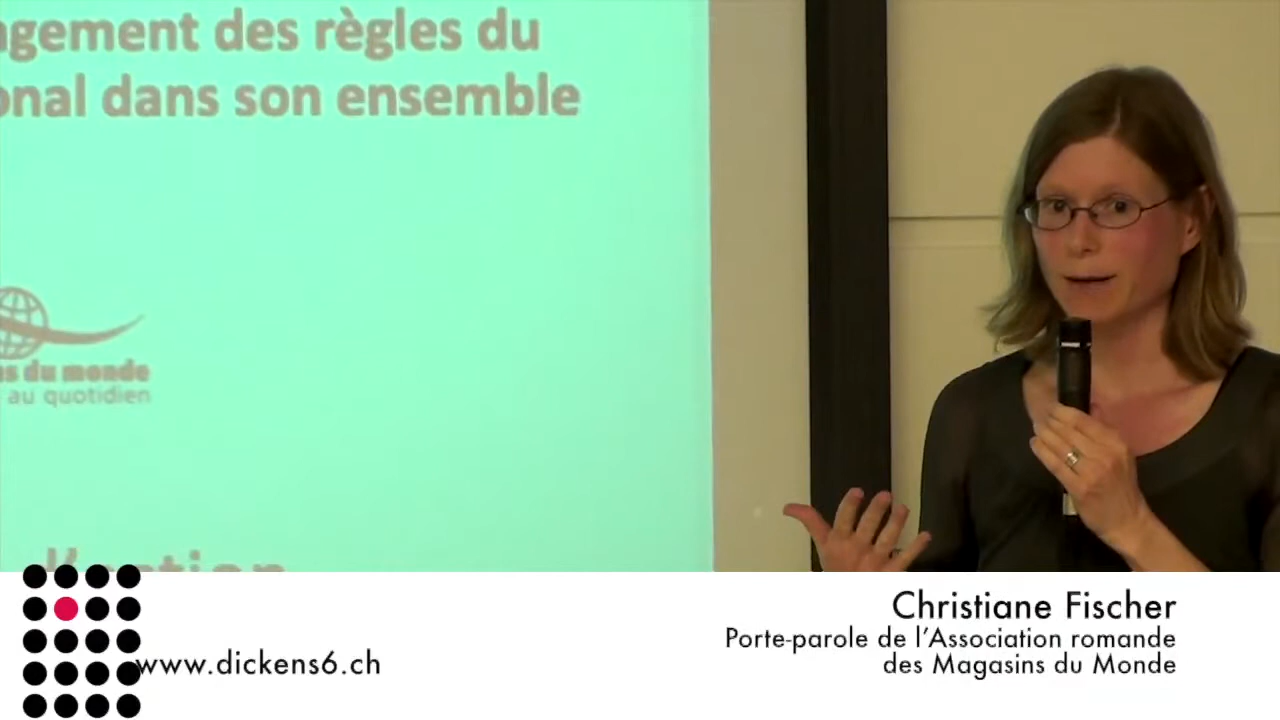 gement des règles du
onal dans son ensemble
s du monde
au quotidien
www.dickens6.ch
Christiane Fischer
Porte-parole de l'Association romande
des Magasins du Monde